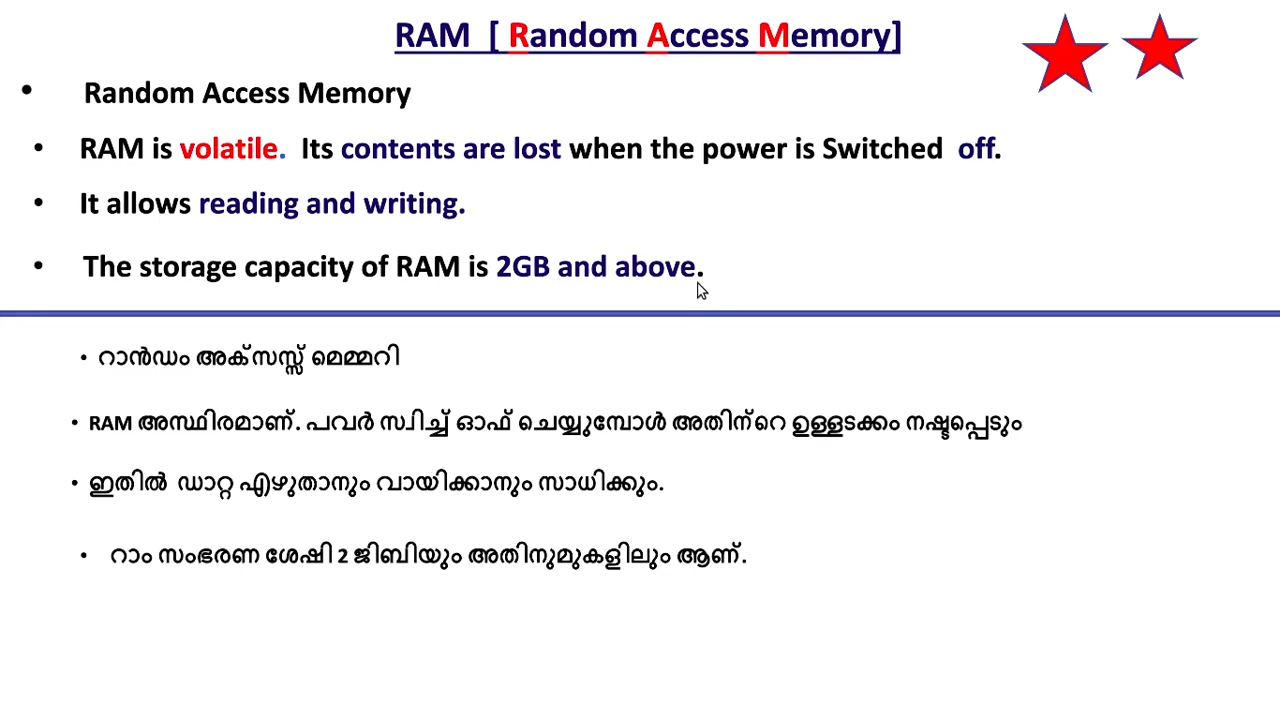 RAM [ Random Access Memory]
• Random Access Memory
• RAM is volatile. Its contents are lost when the power is Switched off.
• It allows reading and writing.
• The storage capacity of RAM is 2GB and above.
• റാൻഡം അക്സസ്സ് മെമ്മറി
• RAM അസ്ഥിരമാണ്. പവർ സ്വിച്ച് ഓഫ് ചെയ്യുമ്പോൾ അതിന്റെ ഉള്ളടക്കം നഷ്ടപ്പെടും
• ഇതിൽ ഡാറ്റ എഴുതാനും വായിക്കാനും സാധിക്കും.
• റാം സംഭരണ ശേഷി 2 ജിബിയും അതിനുമുകളിലും ആണ്.